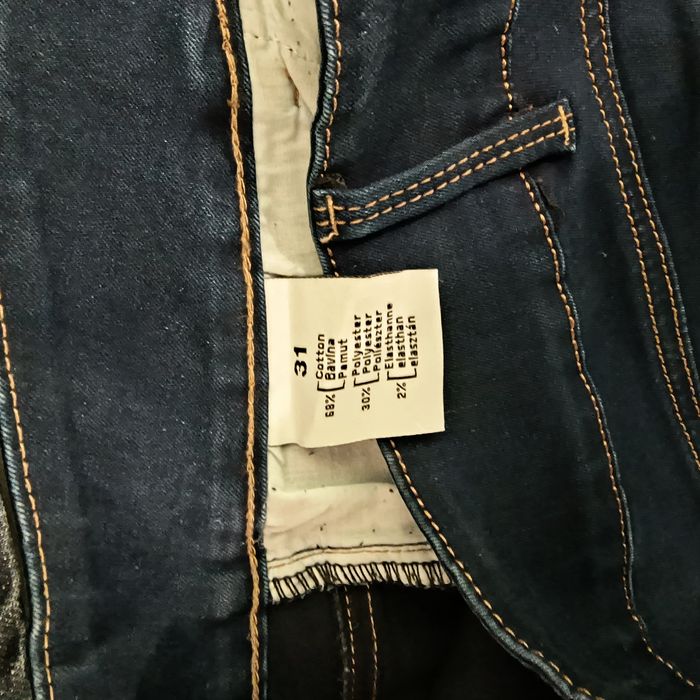 31
68% Cotton
Bavlna
Pamut
30% Polyester
Polyester
Poliészter
2% Elasthanne
elasthan
elasztán